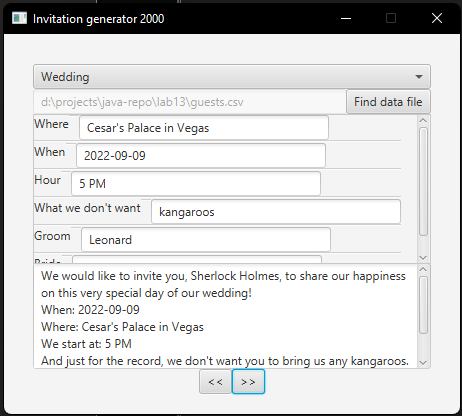 Invitation generator 2000
Wedding
d:\projects\java-repo\lab13\guests.csv Find data file
Where Cesar's Palace in Vegas
When 2022-09-09
Hour 5 PM
What we don't want kangaroos
Groom Leonard
Bride
We would like to invite you, Sherlock Holmes, to share our happiness
on this very special day of our wedding!
When: 2022-09-09
Where: Cesar's Palace in Vegas
We start at: 5 PM
And just for the record, we don't want you to bring us any kangaroos.
<< >>